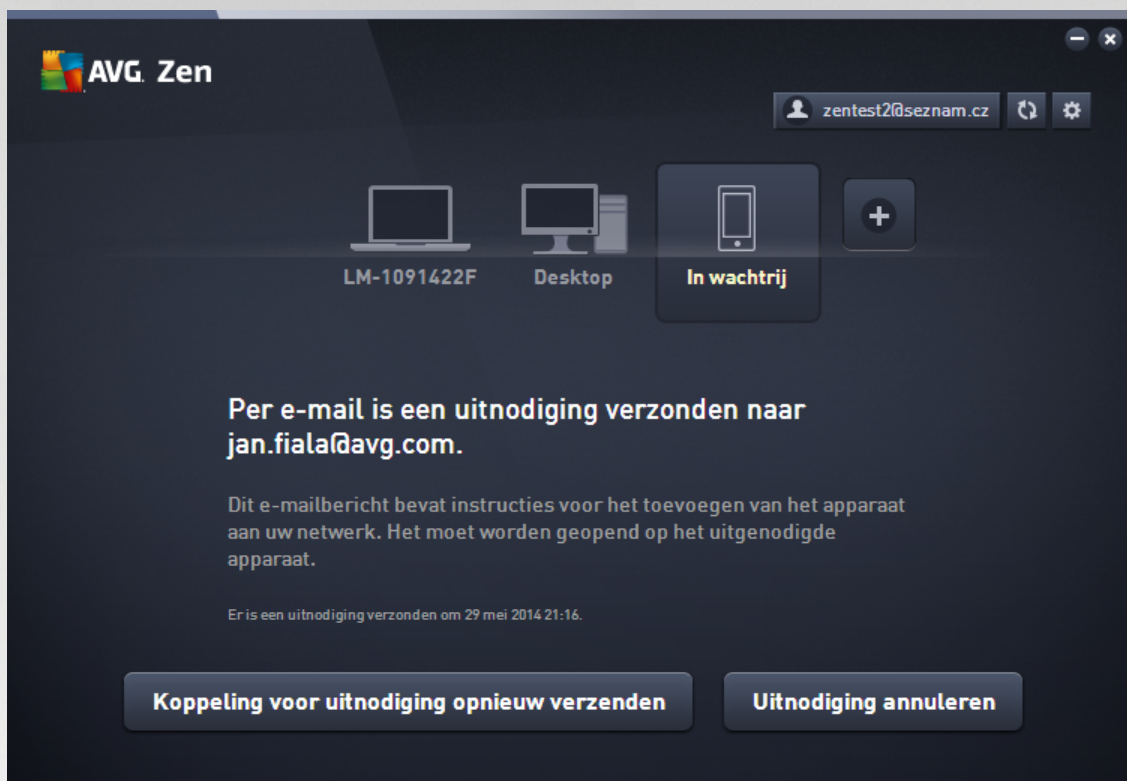 AVG. Zen
zentest2@seznam.cz
LM-1091422F
Desktop
In wachtrij
Per e-mail is een uitnodiging verzonden naar
jan.fiala@avg.com.
Dit e-mailbericht bevat instructies voor het toevoegen van het apparaat
aan uw netwerk. Het moet worden geopend op het uitgenodigde
apparaat.
Er is een uitnodiging verzonden om 29 mei 2014 21:16.
Koppeling voor uitnodiging opnieuw verzenden
Uitnodiging annuleren